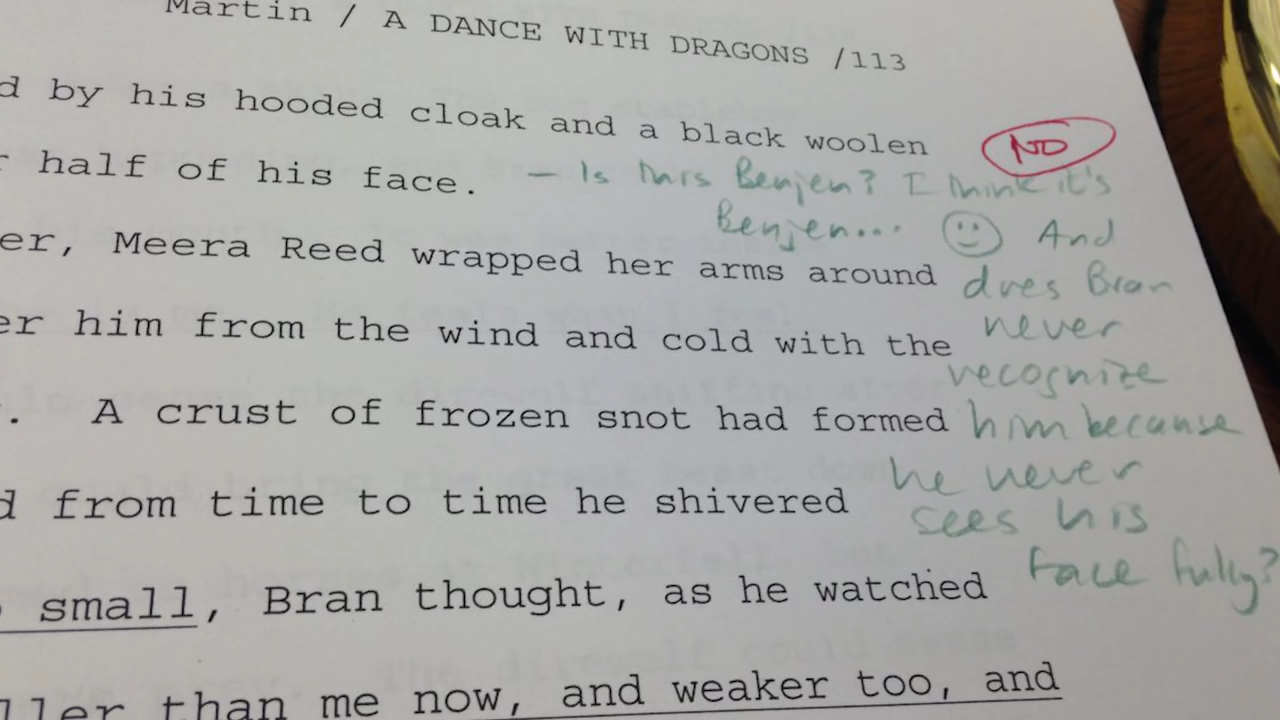 Martin / A DANCE WITH DRAGONS /113
d by his hooded cloak and a black woolen
NO
r half of his face. - Is this Benjen? I think it's
Benjen... And
er, Meera Reed wrapped her arms around
does Bran
never
er him from the wind and cold with the
recognize
. A crust of frozen snot had formed
him because
he never
d from time to time he shivered
sees his
face fully?
small, Bran thought, as he watched
ller than me now, and weaker too, and